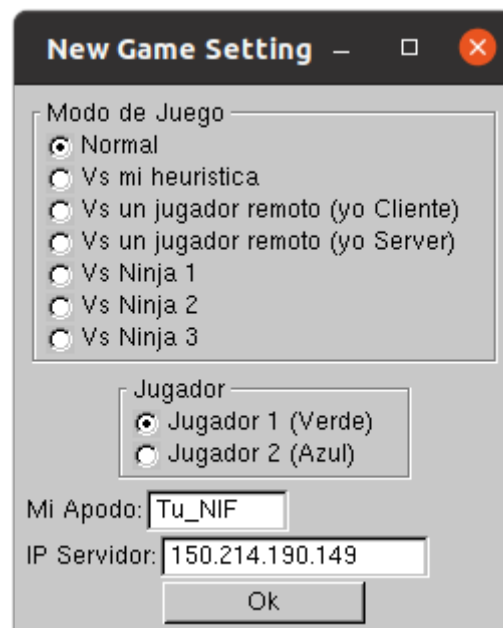 New Game Setting
Modo de Juego
Normal
Vs mi heuristica
Vs un jugador remoto (yo Cliente)
Vs un jugador remoto (yo Server)
Vs Ninja 1
Vs Ninja 2
Vs Ninja 3
Jugador
Jugador 1 (Verde)
Jugador 2 (Azul)
Mi Apodo: Tu_NIF
IP Servidor: 150.214.190.149
Ok